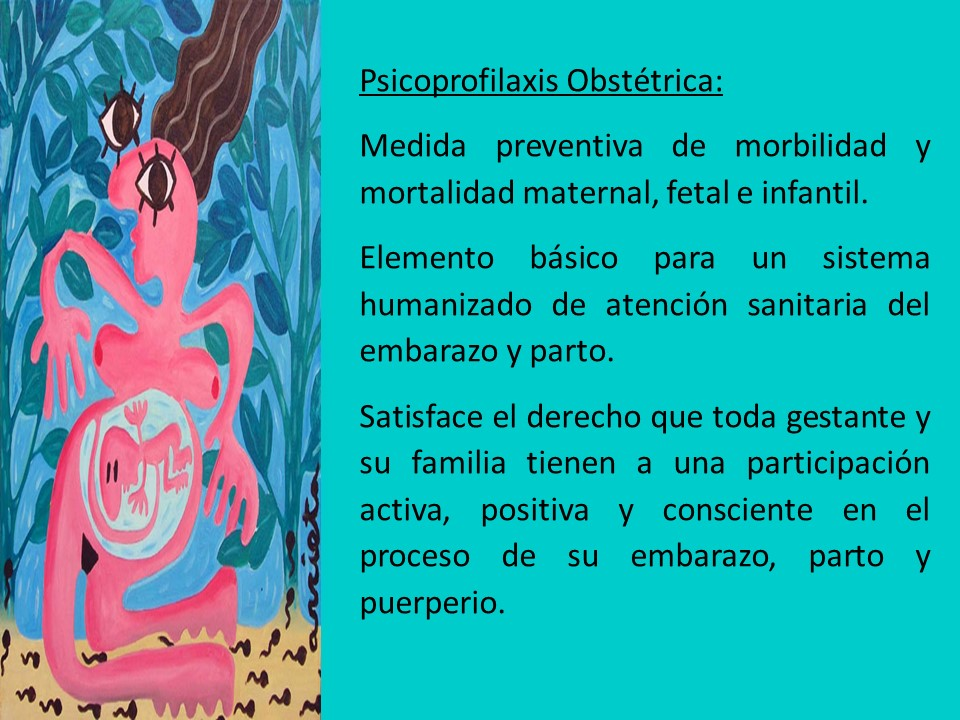 Psicoprofilaxis Obstétrica:
Medida preventiva de morbilidad y
mortalidad maternal, fetal e infantil.
Elemento básico para un sistema
humanizado de atención sanitaria del
embarazo y parto.
Satisface el derecho que toda gestante y
su familia tienen a una participación
activa, positiva y consciente en el
proceso de su embarazo, parto y
puerperio.